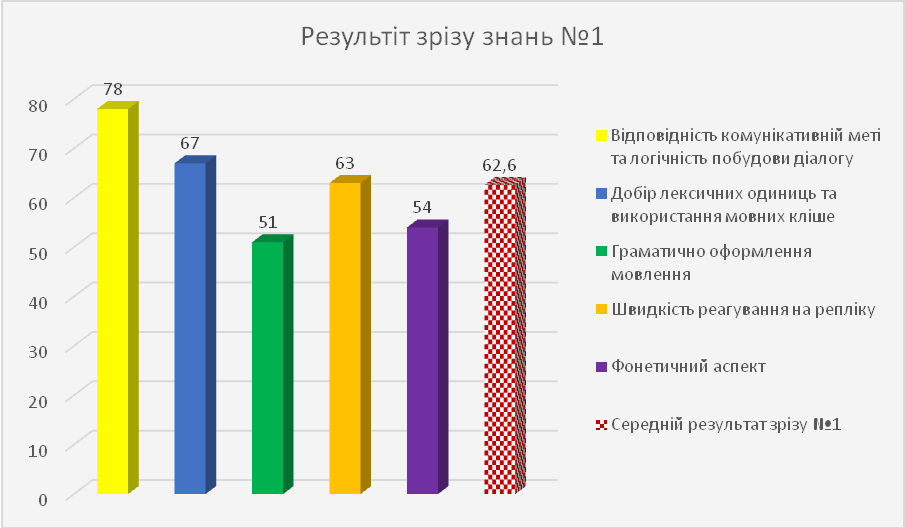 Результіт зрізу знань №1
78
67
51
63
54
62,6
80
70
60
50
40
30
20
10
0
Відповідність комунікативній меті
та логічність побудови діалогу
Добір лексичних одиниць та
використання мовних кліше
Граматично оформлення
мовлення
Швидкість реагування на репліку
Фонетичний аспект
Середній результат зрізу №1